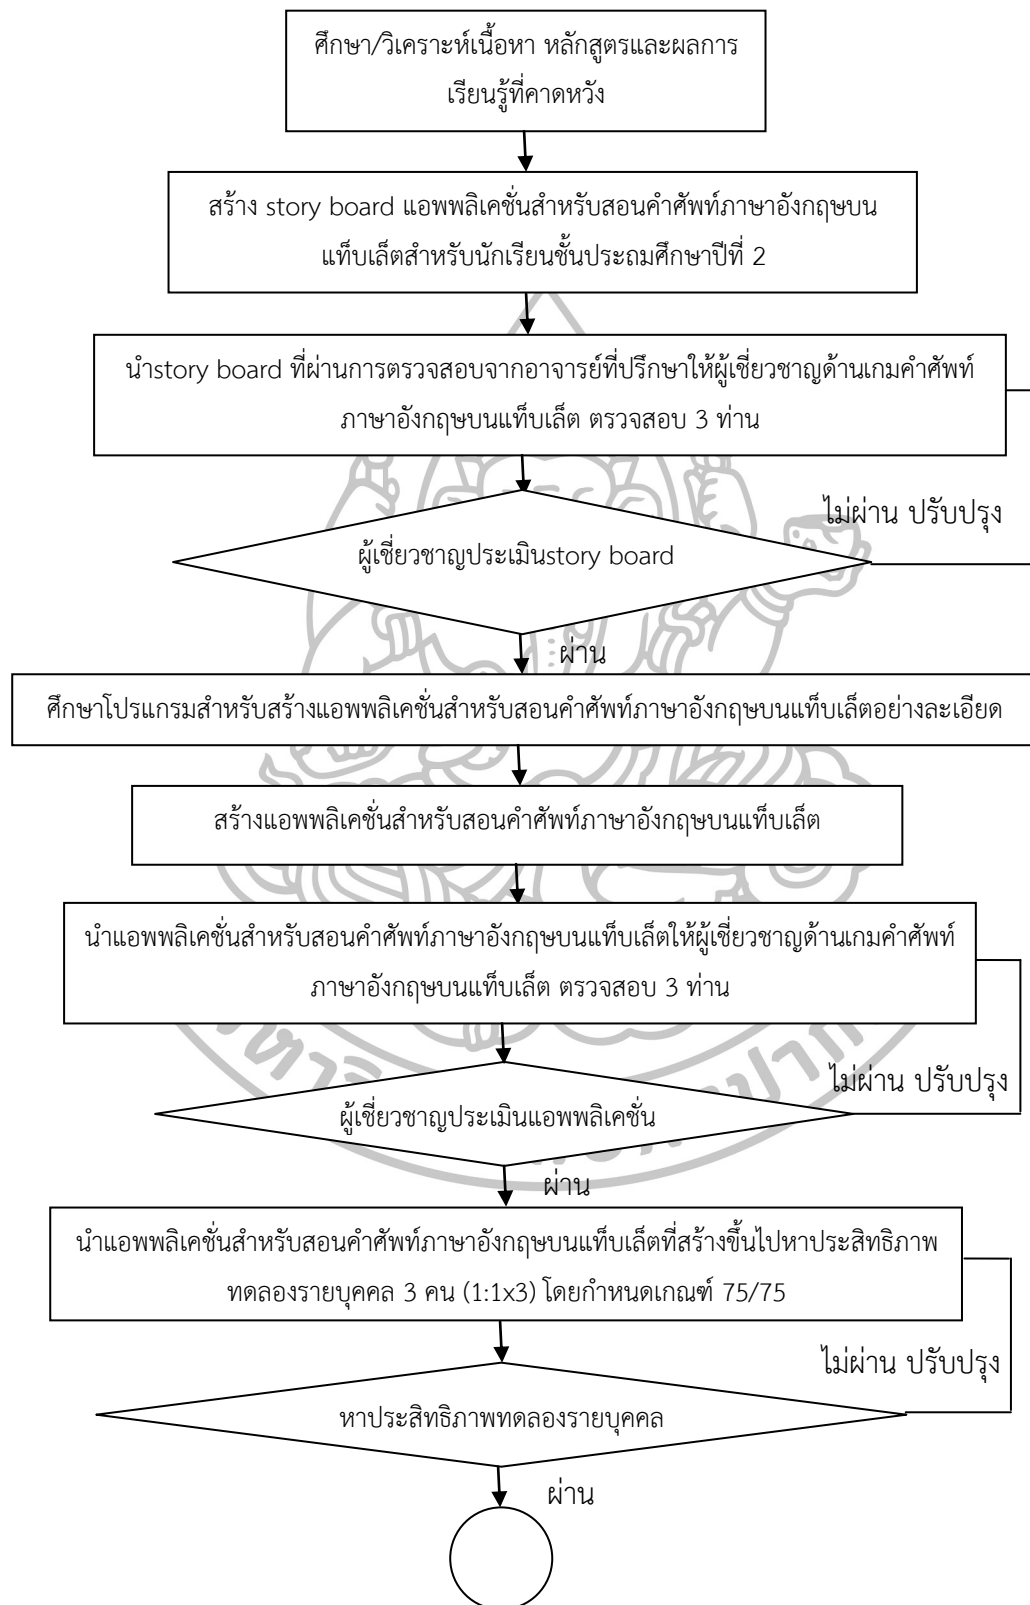 ศึกษา/วิเคราะห์เนื้อหา หลักสูตรและผลการ
เรียนรู้ที่คาดหวัง
สร้าง story board แอพพลิเคชั่นสำหรับสอนคำศัพท์ภาษาอังกฤษบน
แท็บเล็ตสำหรับนักเรียนชั้นประถมศึกษาปีที่ 2
นำstory board ที่ผ่านการตรวจสอบจากอาจารย์ที่ปรึกษาให้ผู้เชี่ยวชาญด้านเกมคำศัพท์
ภาษาอังกฤษบนแท็บเล็ต ตรวจสอบ 3 ท่าน
ไม่ผ่าน ปรับปรุง
ผู้เชี่ยวชาญประเมินstory board
ผ่าน
ศึกษาโปรแกรมสำหรับสร้างแอพพลิเคชั่นสำหรับสอนคำศัพท์ภาษาอังกฤษบนแท็บเล็ตอย่างละเอียด
สร้างแอพพลิเคชั่นสำหรับสอนคำศัพท์ภาษาอังกฤษบนแท็บเล็ต
นำแอพพลิเคชั่นสำหรับสอนคำศัพท์ภาษาอังกฤษบนแท็บเล็ตให้ผู้เชี่ยวชาญด้านเกมคำศัพท์
ภาษาอังกฤษบนแท็บเล็ต ตรวจสอบ 3 ท่าน
ไม่ผ่าน ปรับปรุง
ผู้เชี่ยวชาญประเมินแอพพลิเคชั่น
ผ่าน
นำแอพพลิเคชั่นสำหรับสอนคำศัพท์ภาษาอังกฤษบนแท็บเล็ตที่สร้างขึ้นไปหาประสิทธิภาพ
ทดลองรายบุคคล 3 คน (1:1x3) โดยกำหนดเกณฑ์ 75/75
ไม่ผ่าน ปรับปรุง
หาประสิทธิภาพทดลองรายบุคคล
ผ่าน